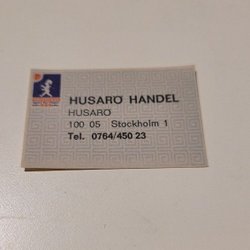 HUSARÖ HANDEL
HUSARÖ
100 05 Stockholm 1
Tel. 0764/450 23